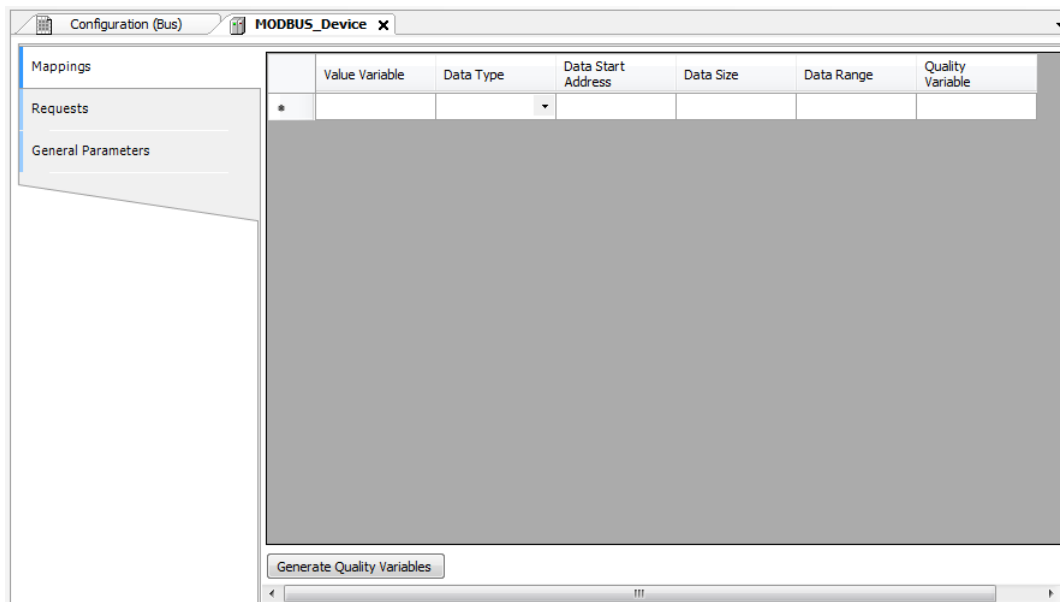 Configuration (Bus) MODBUS_Device X
Mappings
Requests
General Parameters
Value Variable Data Type Data Start Address Data Size Data Range Quality Variable
*
Generate Quality Variables